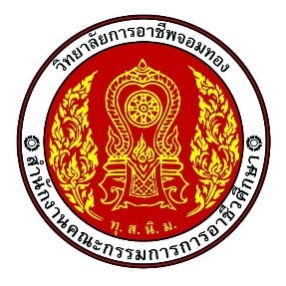 วิทยาลัยการอาชีพจอมทอง
ทุ. ส. นิ. ม.
สำนักงานคณะกรรมการการอาชีวศึกษา